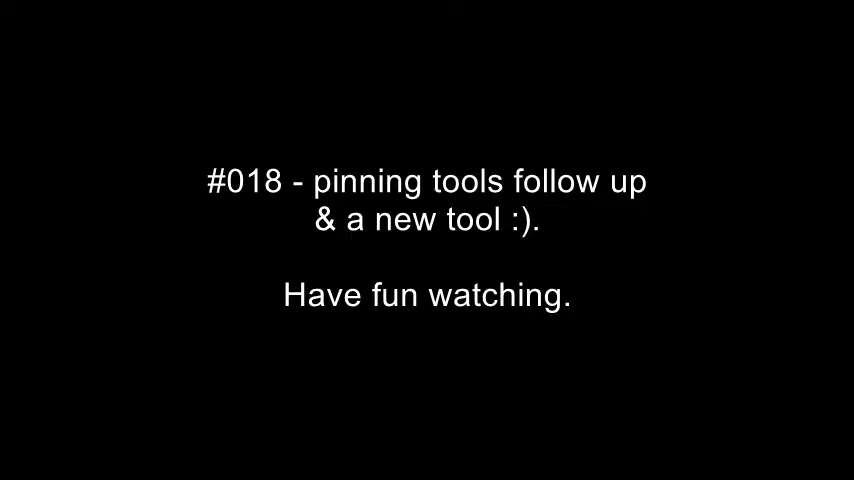 #018 - pinning tools follow up
& a new tool :).
Have fun watching.